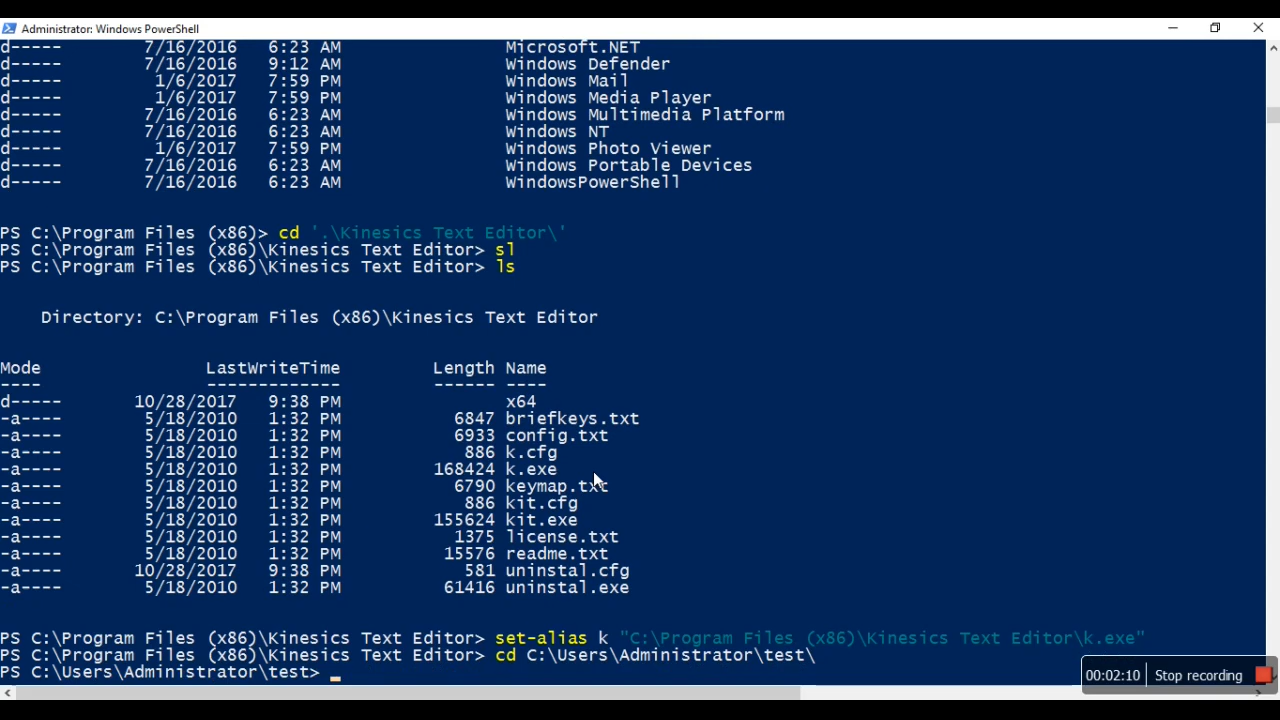 Administrator: Windows PowerShell
d----- 7/16/2016 6:23 AM Microsoft.NET
d----- 7/16/2016 9:12 AM Windows Defender
d----- 1/6/2017 7:59 PM Windows Mail
d----- 1/6/2017 7:59 PM Windows Media Player
d----- 7/16/2016 6:23 AM Windows Multimedia Platform
d----- 7/16/2016 6:23 AM Windows NT
d----- 1/6/2017 7:59 PM Windows Photo Viewer
d----- 7/16/2016 6:23 AM Windows Portable Devices
d----- 7/16/2016 6:23 AM WindowsPowerShell
PS C:\Program Files (x86)> cd '.\Kinesics Text Editor\'
PS C:\Program Files (x86)\Kinesics Text Editor> sl
PS C:\Program Files (x86)\Kinesics Text Editor> ls
Directory: C:\Program Files (x86)\Kinesics Text Editor
Mode LastWriteTime Length Name
---- ------------- ------ ----
d----- 10/28/2017 9:38 PM x64
-a---- 5/18/2010 1:32 PM 6847 briefkeys.txt
-a---- 5/18/2010 1:32 PM 6933 config.txt
-a---- 5/18/2010 1:32 PM 886 k.cfg
-a---- 5/18/2010 1:32 PM 168424 k.exe
-a---- 5/18/2010 1:32 PM 6790 keymap.txt
-a---- 5/18/2010 1:32 PM 886 kit.cfg
-a---- 5/18/2010 1:32 PM 155624 kit.exe
-a---- 5/18/2010 1:32 PM 1375 license.txt
-a---- 5/18/2010 1:32 PM 15576 readme.txt
-a---- 10/28/2017 9:38 PM 581 uninstal.cfg
-a---- 5/18/2010 1:32 PM 61416 uninstal.exe
PS C:\Program Files (x86)\Kinesics Text Editor> set-alias k "C:\Program Files (x86)\Kinesics Text Editor\k.exe"
PS C:\Program Files (x86)\Kinesics Text Editor> cd C:\Users\Administrator\test\
PS C:\Users\Administrator\test>
00:02:10 Stop recording